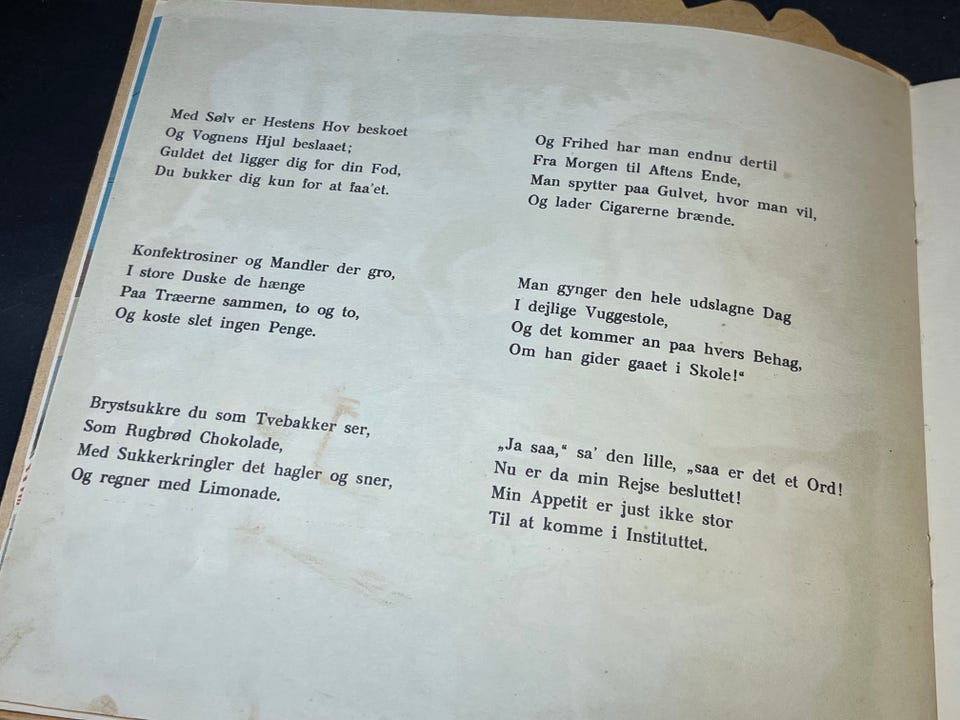 Med Sølv er Hestens Hov beskoet
Og Vognens Hjul beslaaet;
Guldet det ligger dig for din Fod,
Du bukker dig kun for at faa'et.
Konfektrosiner og Mandler der gro,
I store Duske de hænge
Paa Træerne sammen, to og to,
Og koste slet ingen Penge.
Brystsukkre du som Tvebakker ser,
Som Rugbrød Chokolade,
Med Sukkerkringler det hagler og sner,
Og regner med Limonade.
Og Frihed har man endnu dertil
Fra Morgen til Aftens Ende,
Man spytter paa Gulvet, hvor man vil,
Og lader Cigarerne brænde.
Man gynger den hele udslagne Dag
I dejlige Vuggestole,
Og det kommer an paa hvers Behag,
Om han gider gaaet i Skole!“
„Ja saa,“ sa' den lille, „saa er det et Ord!
Nu er da min Rejse besluttet!
Min Appetit er just ikke stor
Til at komme i Instituttet.